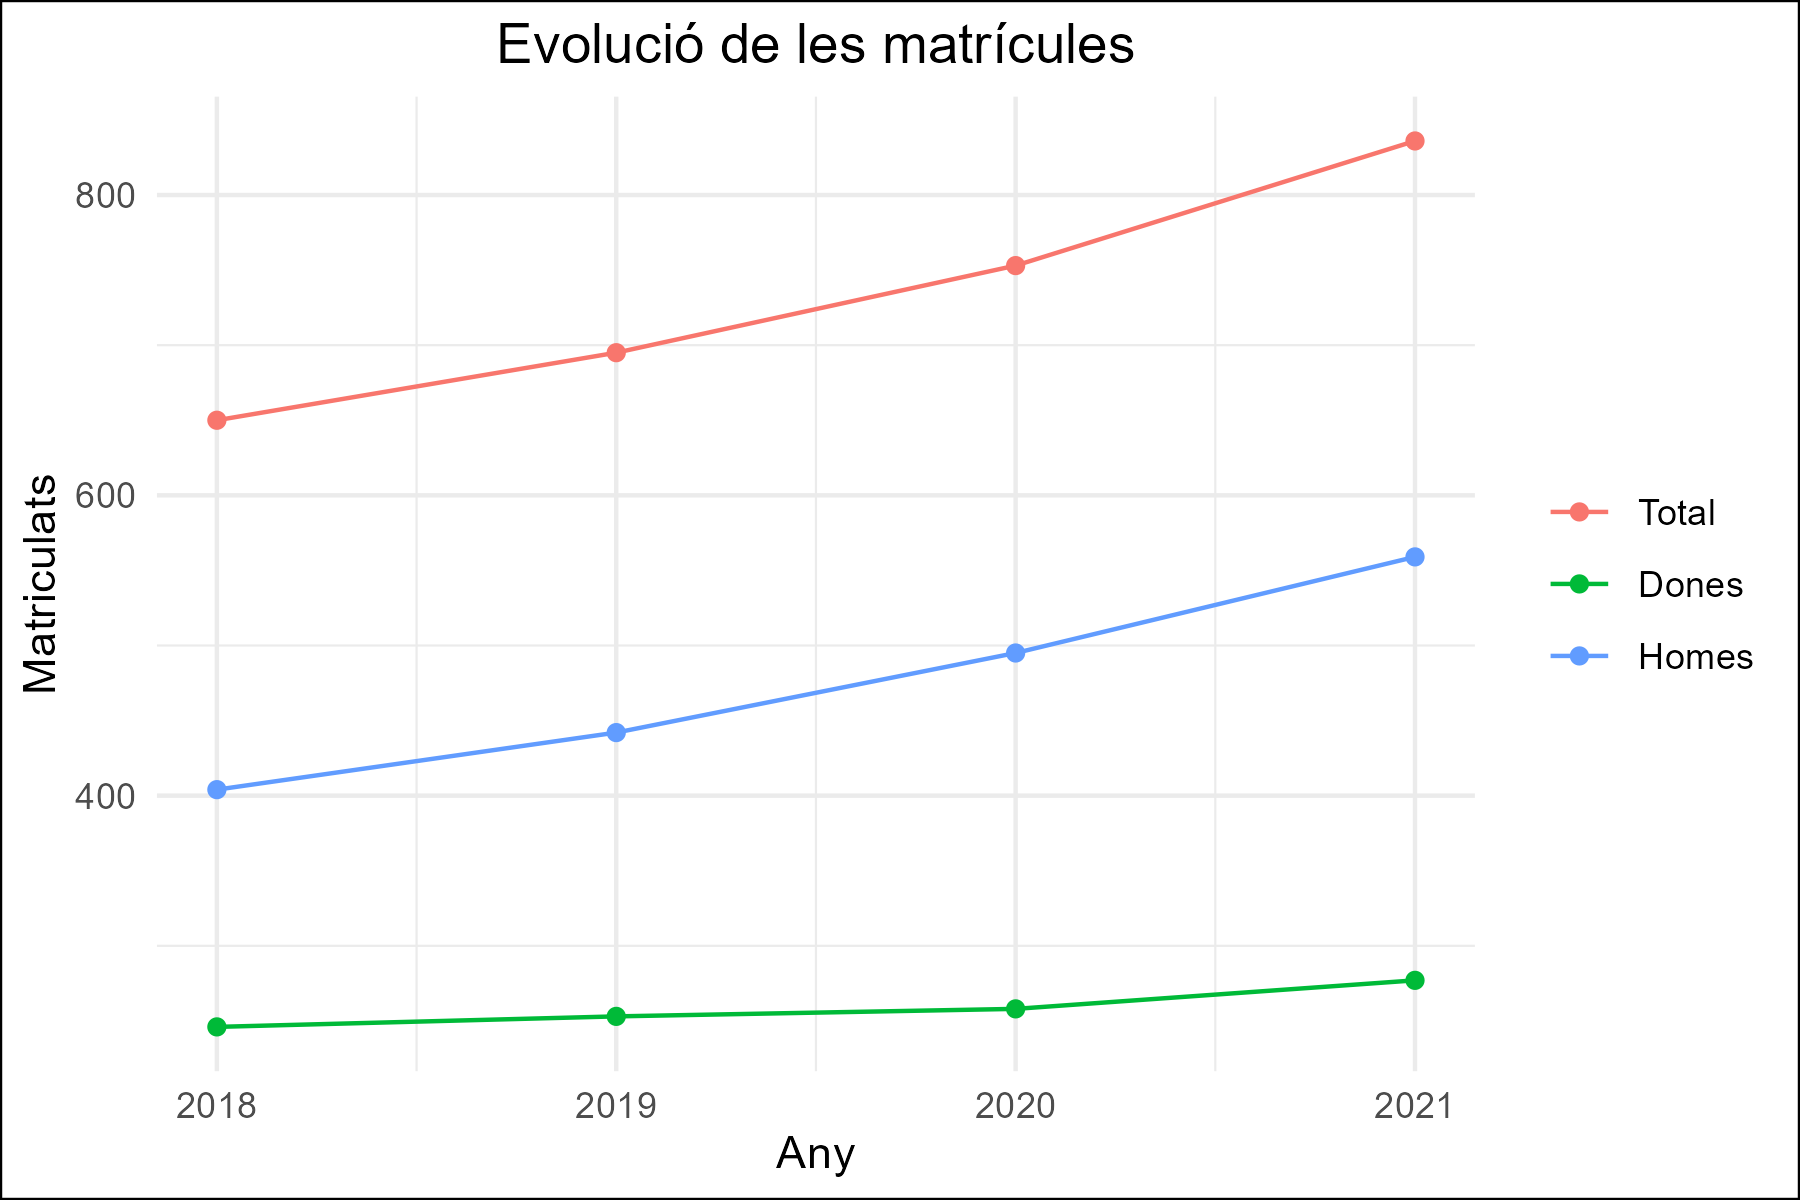 Evolució de les matrícules
Matriculats
800
600
400
2018
2019
2020
2021
Any
Total
Dones
Homes